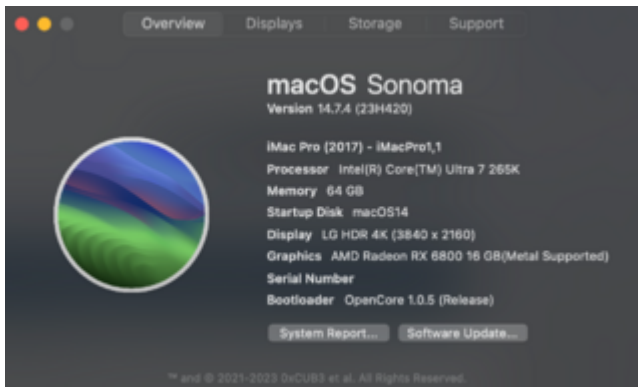 Overview Displays Storage Support
macOS Sonoma
Version 14.7.4 (23H420)
iMac Pro (2017) - iMacPro1,1
Processor Intel(R) Core(TM) Ultra 7 265K
Memory 64 GB
Startup Disk macOS14
Display LG HDR 4K (3840 x 2160)
Graphics AMD Radeon RX 6800 16 GB(Metal Supported)
Serial Number
Bootloader OpenCore 1.0.5 (Release)
System Report... Software Update...
™ and © 2021-2023 0xCUB3 et al. All Rights Reserved.